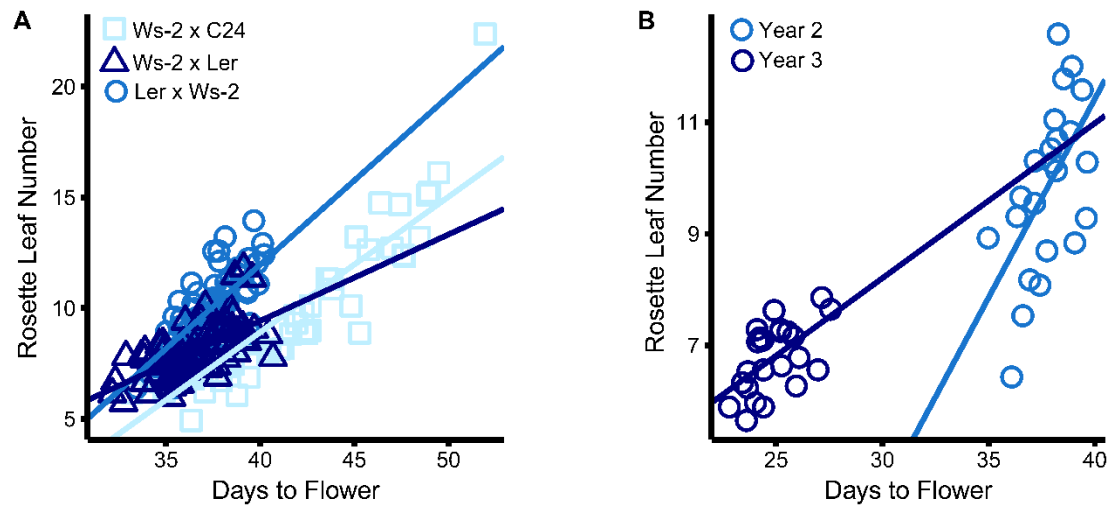 A
Ws-2 x C24
Ws-2 x Ler
Ler x Ws-2
Rosette Leaf Number
20
15
10
5
35 40 45 50
Days to Flower
B
Year 2
Year 3
Rosette Leaf Number
11
9
7
25 30 35 40
Days to Flower